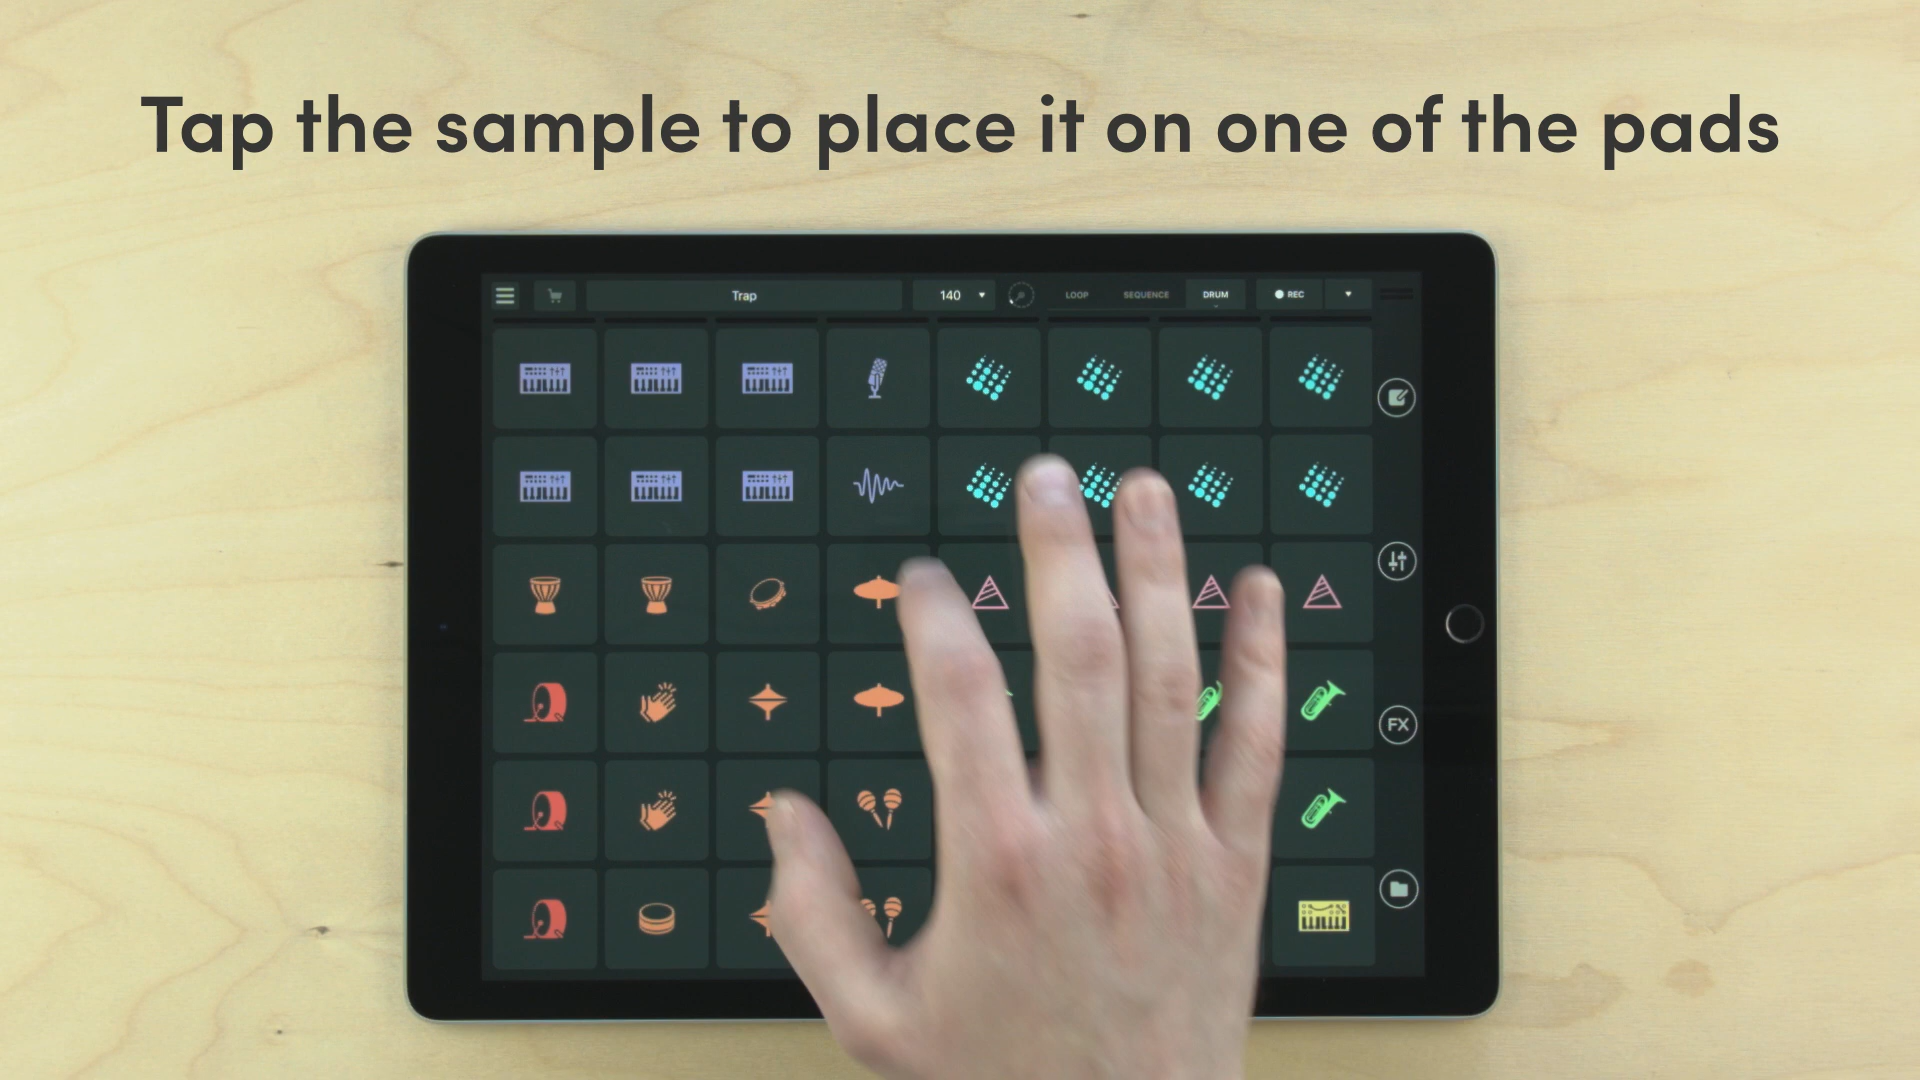 Tap the sample to place it on one of the pads
Trap
140
LOOP
SEQUENCE
DRUM
REC
FX